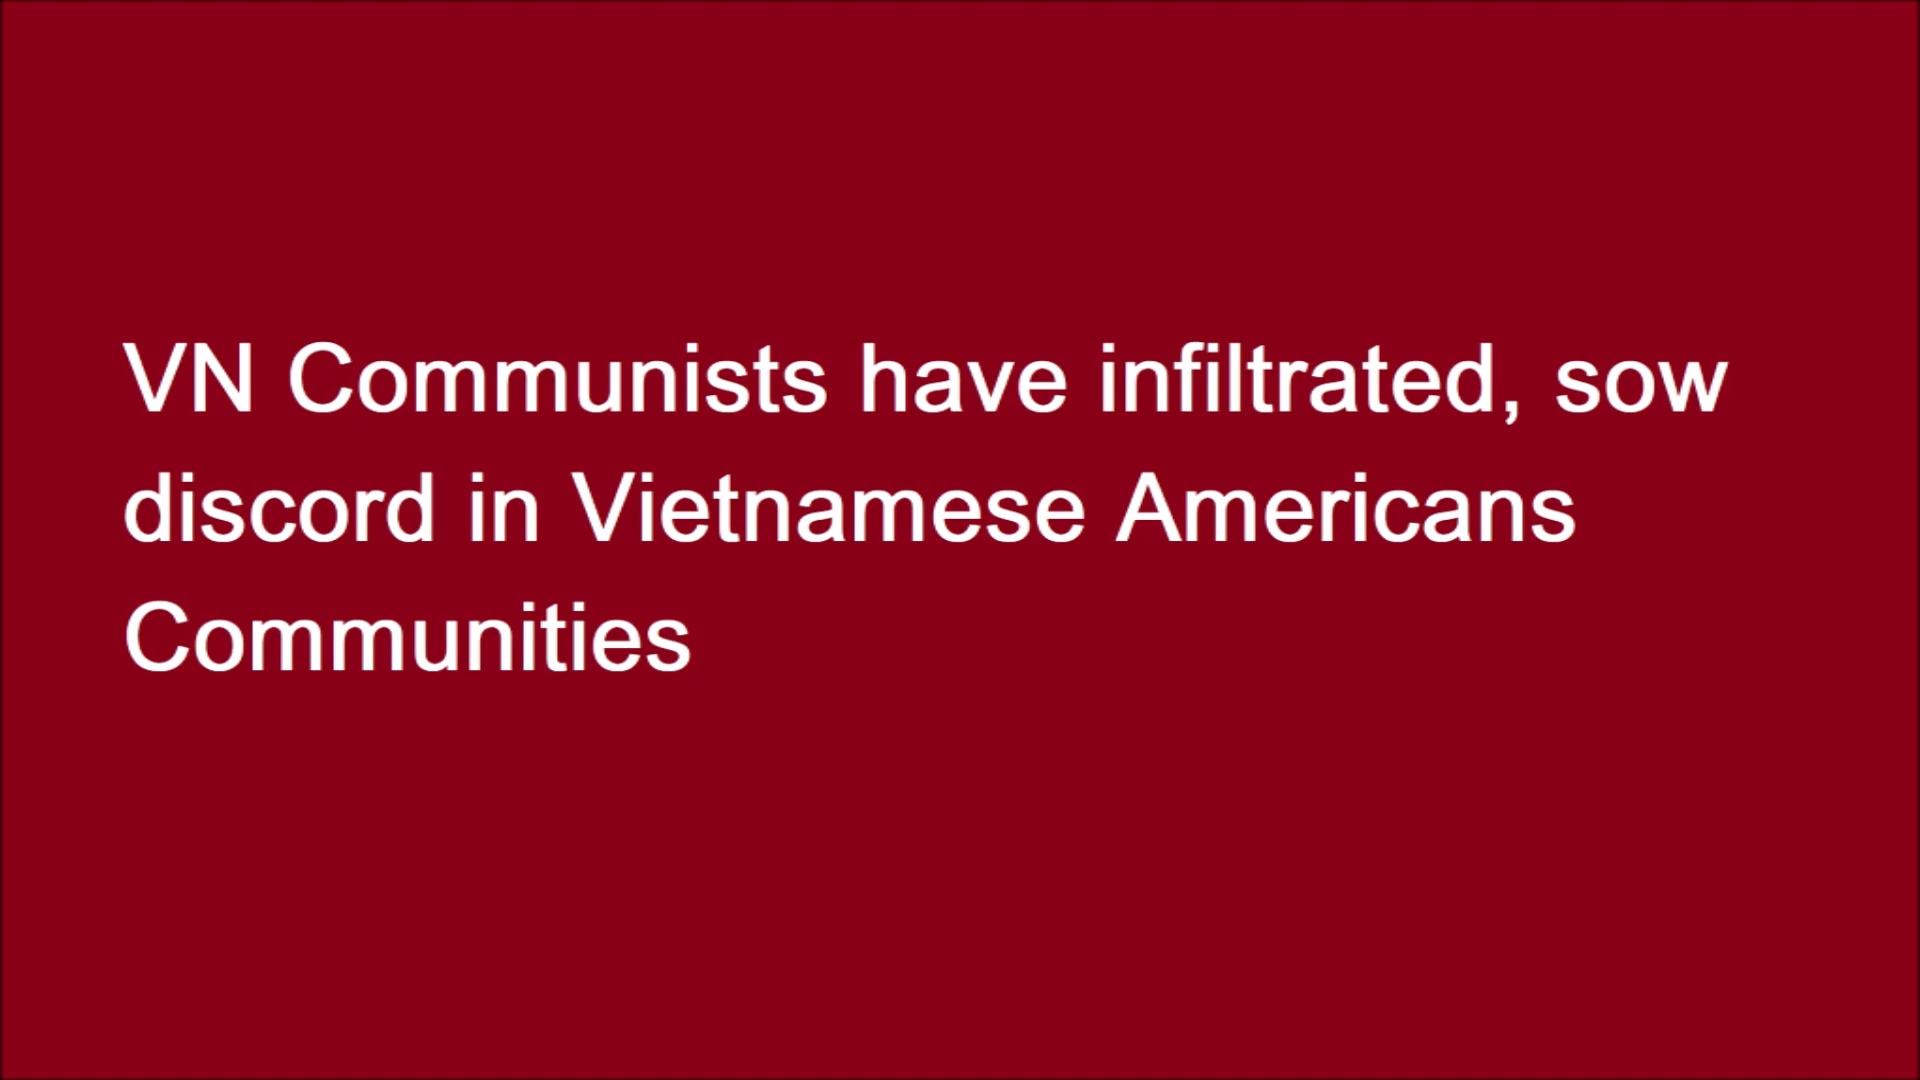 VN Communists have infiltrated, sow
discord in Vietnamese Americans
Communities